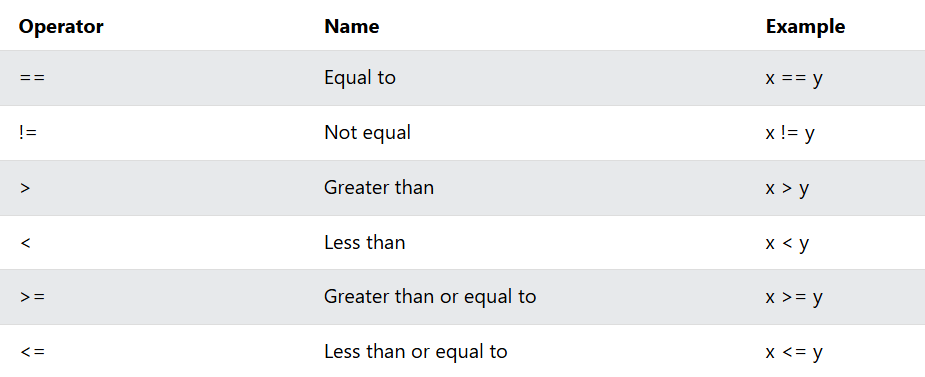 Operator Name Example
== Equal to x == y
!= Not equal x != y
> Greater than x > y
< Less than x < y
>= Greater than or equal to x >= y
<= Less than or equal to x <= y